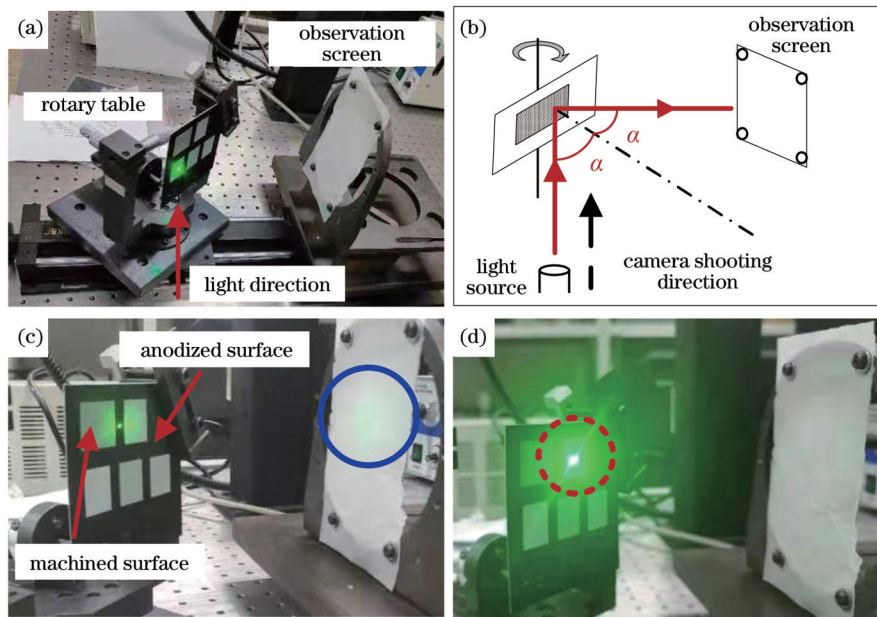 (a)
observation
screen
rotary table
light direction
(b)
observation
screen
α
α
light
source
camera shooting
direction
(c)
anodized surface
machined surface
(d)